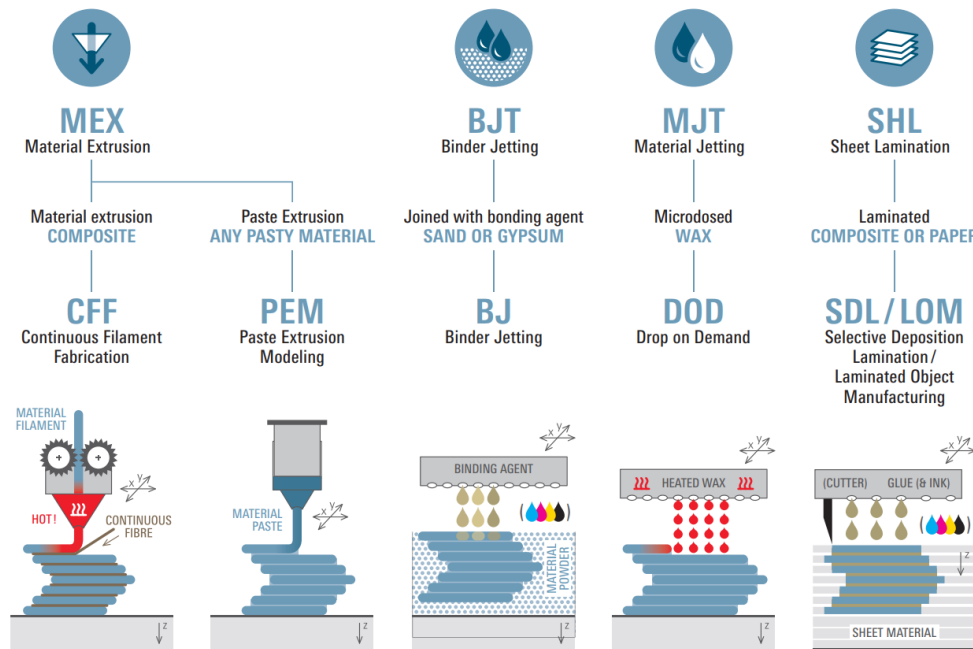 MEX
Material Extrusion
BJT
Binder Jetting
MJT
Material Jetting
SHL
Sheet Lamination
Material extrusion
COMPOSITE
Paste Extrusion
ANY PASTY MATERIAL
Joined with bonding agent
SAND OR GYPSUM
Microdosed
WAX
Laminated
COMPOSITE OR PAPER
CFF
Continuous Filament
Fabrication
PEM
Paste Extrusion
Modeling
BJ
Binder Jetting
DOD
Drop on Demand
SDL / LOM
Selective Deposition
Lamination /
Laminated Object
Manufacturing
MATERIAL
FILAMENT
x y
HOT!
CONTINUOUS
FIBRE
z
MATERIAL
PASTE
x y
z
x y
BINDING AGENT
MATERIAL
POWDER
z
x y
HEATED WAX
z
x y
(CUTTER) GLUE (& INK)
z
SHEET MATERIAL